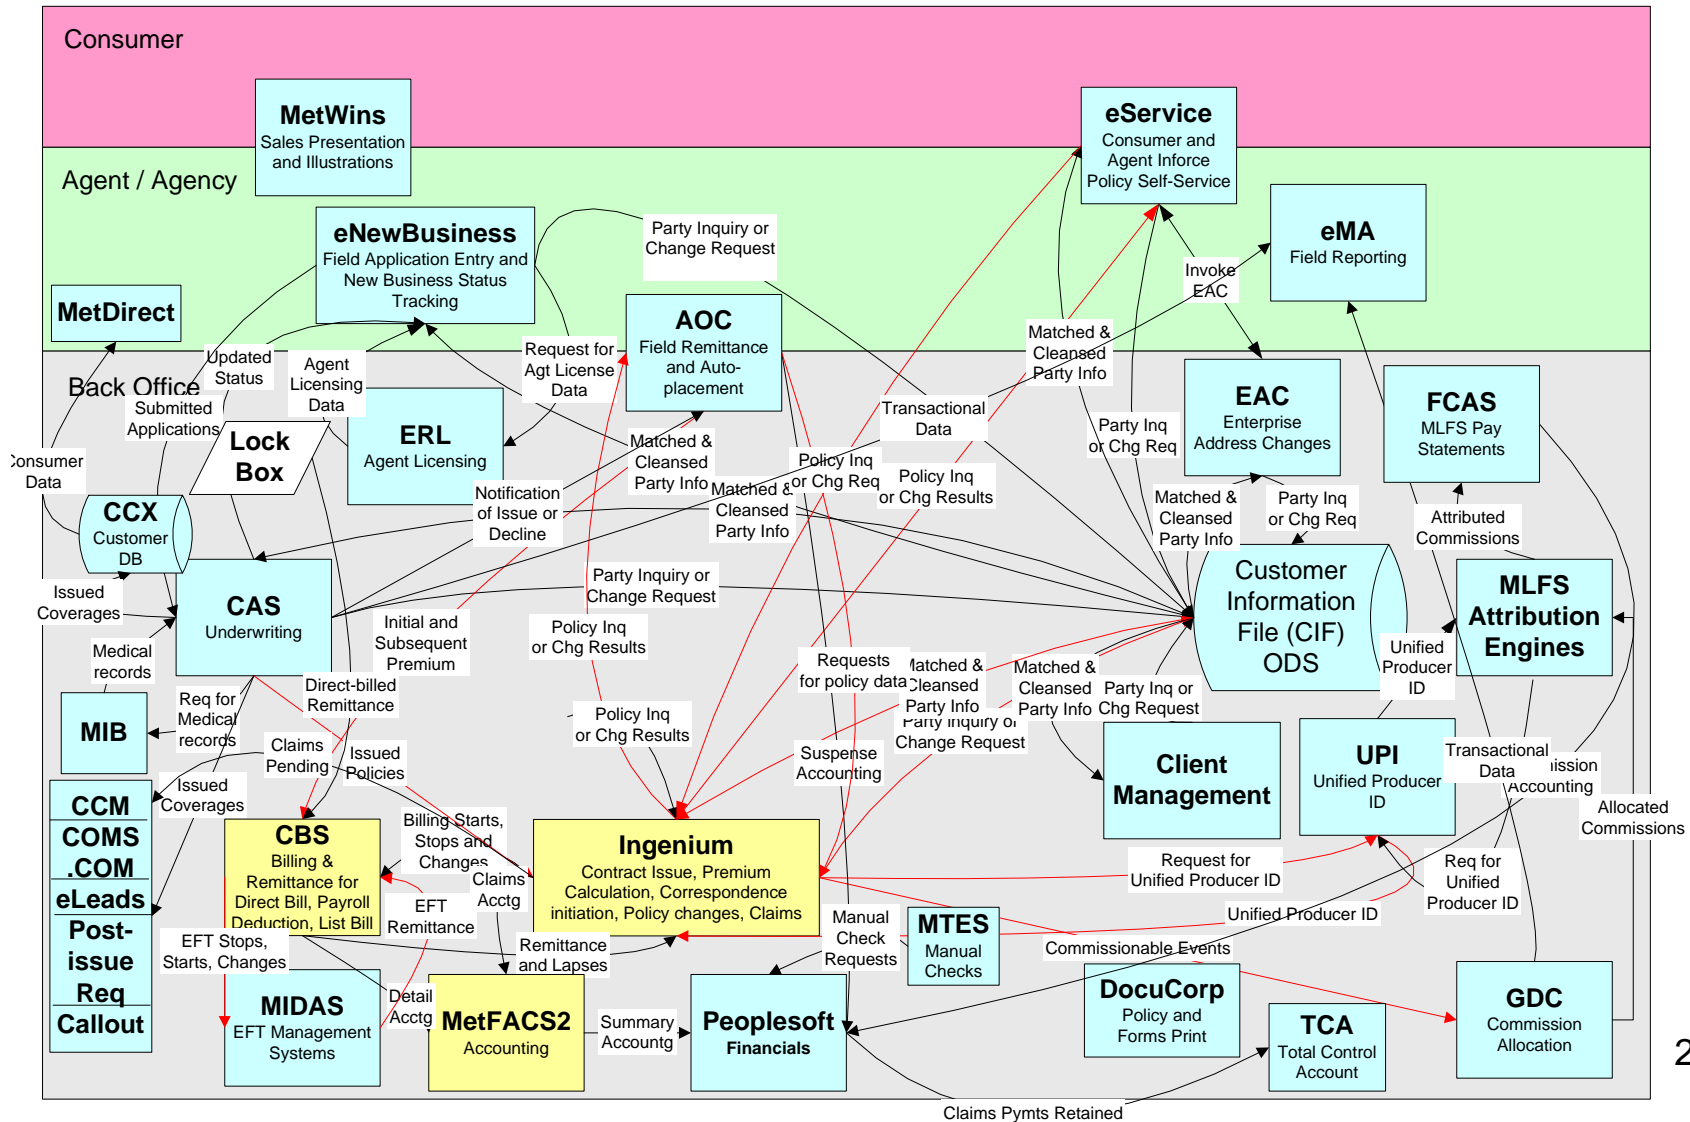 Consumer
MetWins
Sales Presentation
and Illustrations
eService
Consumer and
Agent Inforce
Policy Self-Service
Agent / Agency
eNewBusiness
Field Application Entry and
New Business Status
Tracking
Party Inquiry or
Change Request
eMA
Field Reporting
Invoke
EAC
MetDirect
AOC
Field Remittance
and Auto-
placement
Back Office
Updated
Status
Agent
Licensing
Data
Request for
Agt License
Data
Matched &
Cleansed
Party Info
EAC
Enterprise
Address Changes
FCAS
MLFS Pay
Statements
Submitted
Applications
Lock
Box
ERL
Agent Licensing
Transactional
Data
Party Inq
or Chg Req
Consumer
Data
Matched &
Cleansed
Party Info
Policy Inq
or Chg Req
Policy Inq
or Chg Results
CCX
Customer
DB
Notification
of Issue or
Decline
Matched &
Cleansed
Party Info
Matched &
Cleansed
Party Info
Party Inq
or Chg Req
Attributed
Commissions
Issued
Coverages
CAS
Underwriting
Party Inquiry or
Change Request
Customer
Information
File (CIF)
ODS
MLFS
Attribution
Engines
Initial and
Subsequent
Premium
Policy Inq
or Chg Results
Medical
records
Direct-billed
Remittance
Requests
for policy data
Matched &
Cleansed
Party Info
Matched &
Cleansed
Party Info
Party Inq or
Chg Request
Unified
Producer
ID
MIB
Req for
Medical
records
Policy Inq
or Chg Results
Party Inquiry or
Change Request
Claims
Pending
Issued
Policies
Suspense
Accounting
Client
Management
UPI
Unified Producer
ID
Transactional
Data
Accounting
Issued
Coverages
CCM
COMS
.COM
eLeads
Post-
issue
Req
Callout
CBS
Billing &
Remittance for
Direct Bill, Payroll
Deduction, List Bill
Billing Starts,
Stops and
Changes
Ingenium
Contract Issue, Premium
Calculation, Correspondence
initiation, Policy changes, Claims
Allocated
Commissions
Request for
Unified Producer ID
Req for
Unified
Producer ID
Claims
Acctg
EFT
Remittance
Unified Producer ID
EFT Stops,
Starts, Changes
Remittance
and Lapses
Manual
Check
Requests
MTES
Manual
Checks
Commissionable Events
MIDAS
EFT Management
Systems
Detail
Acctg
MetFACS2
Accounting
Summary
Accountg
Peoplesoft
Financials
DocuCorp
Policy and
Forms Print
TCA
Total Control
Account
GDC
Commission
Allocation
2
Claims Pymts Retained